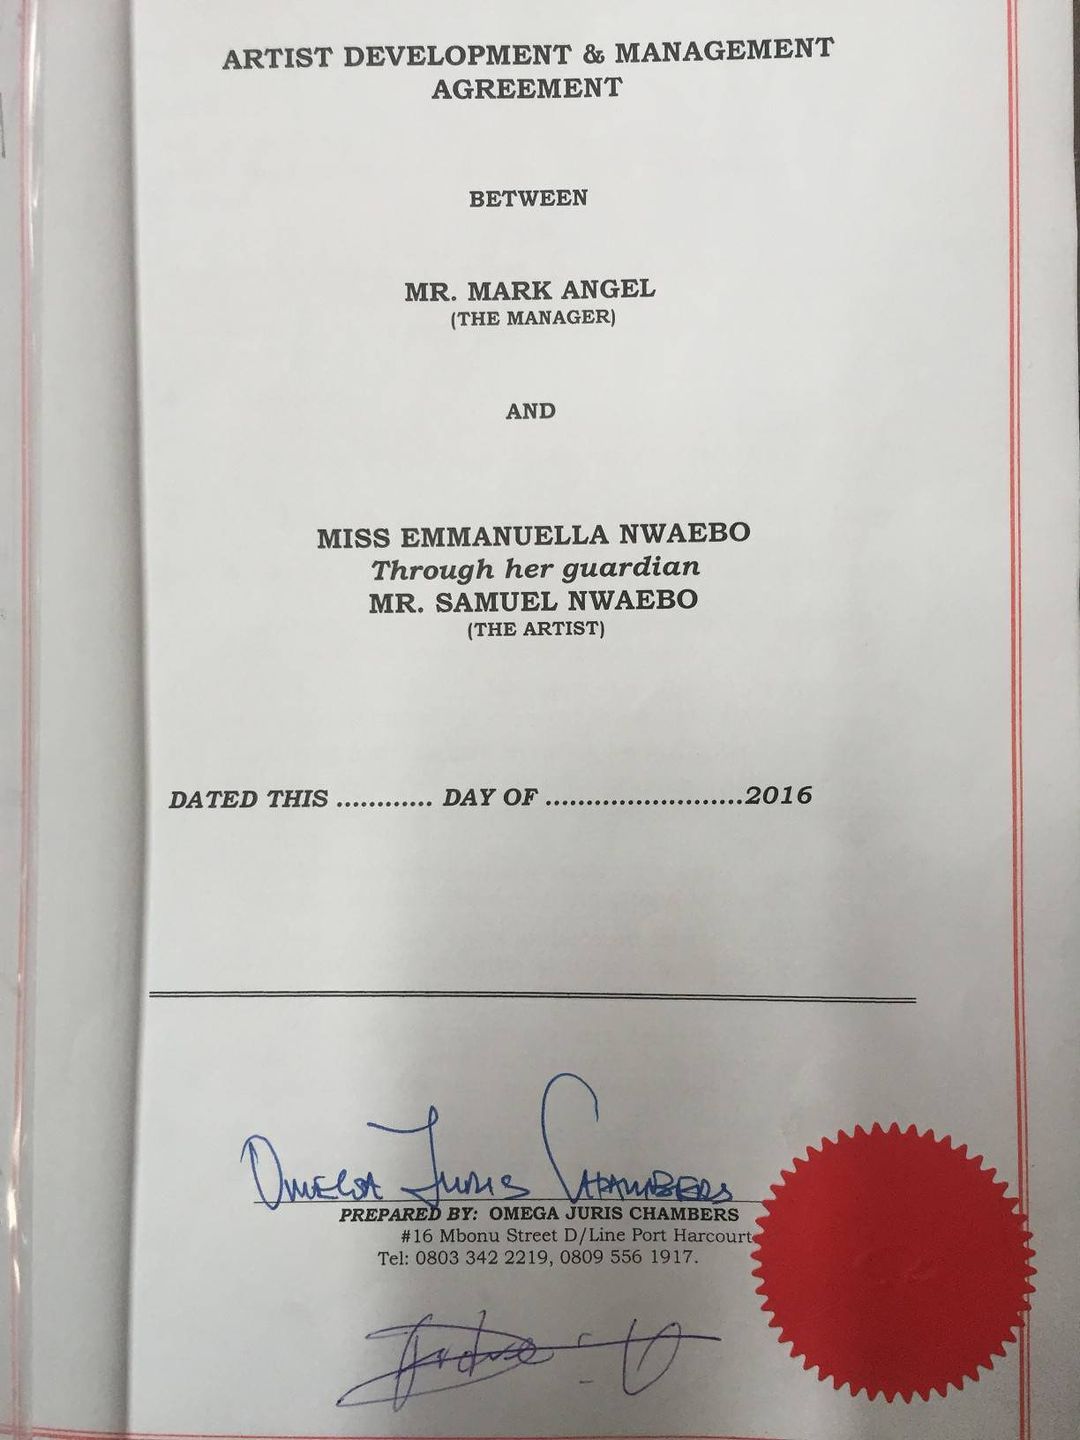 ARTIST DEVELOPMENT & MANAGEMENT
AGREEMENT
BETWEEN
MR. MARK ANGEL
(THE MANAGER)
AND
MISS EMMANUELLA NWAEBO
Through her guardian
MR. SAMUEL NWAEBO
(THE ARTIST)
DATED THIS ............ DAY OF ........................2016
OMEGA JURIS CHAMBERS
PREPARED BY: OMEGA JURIS CHAMBERS
#16 Mbonu Street D/Line Port Harcourt
Tel: 0803 342 2219, 0809 556 1917.